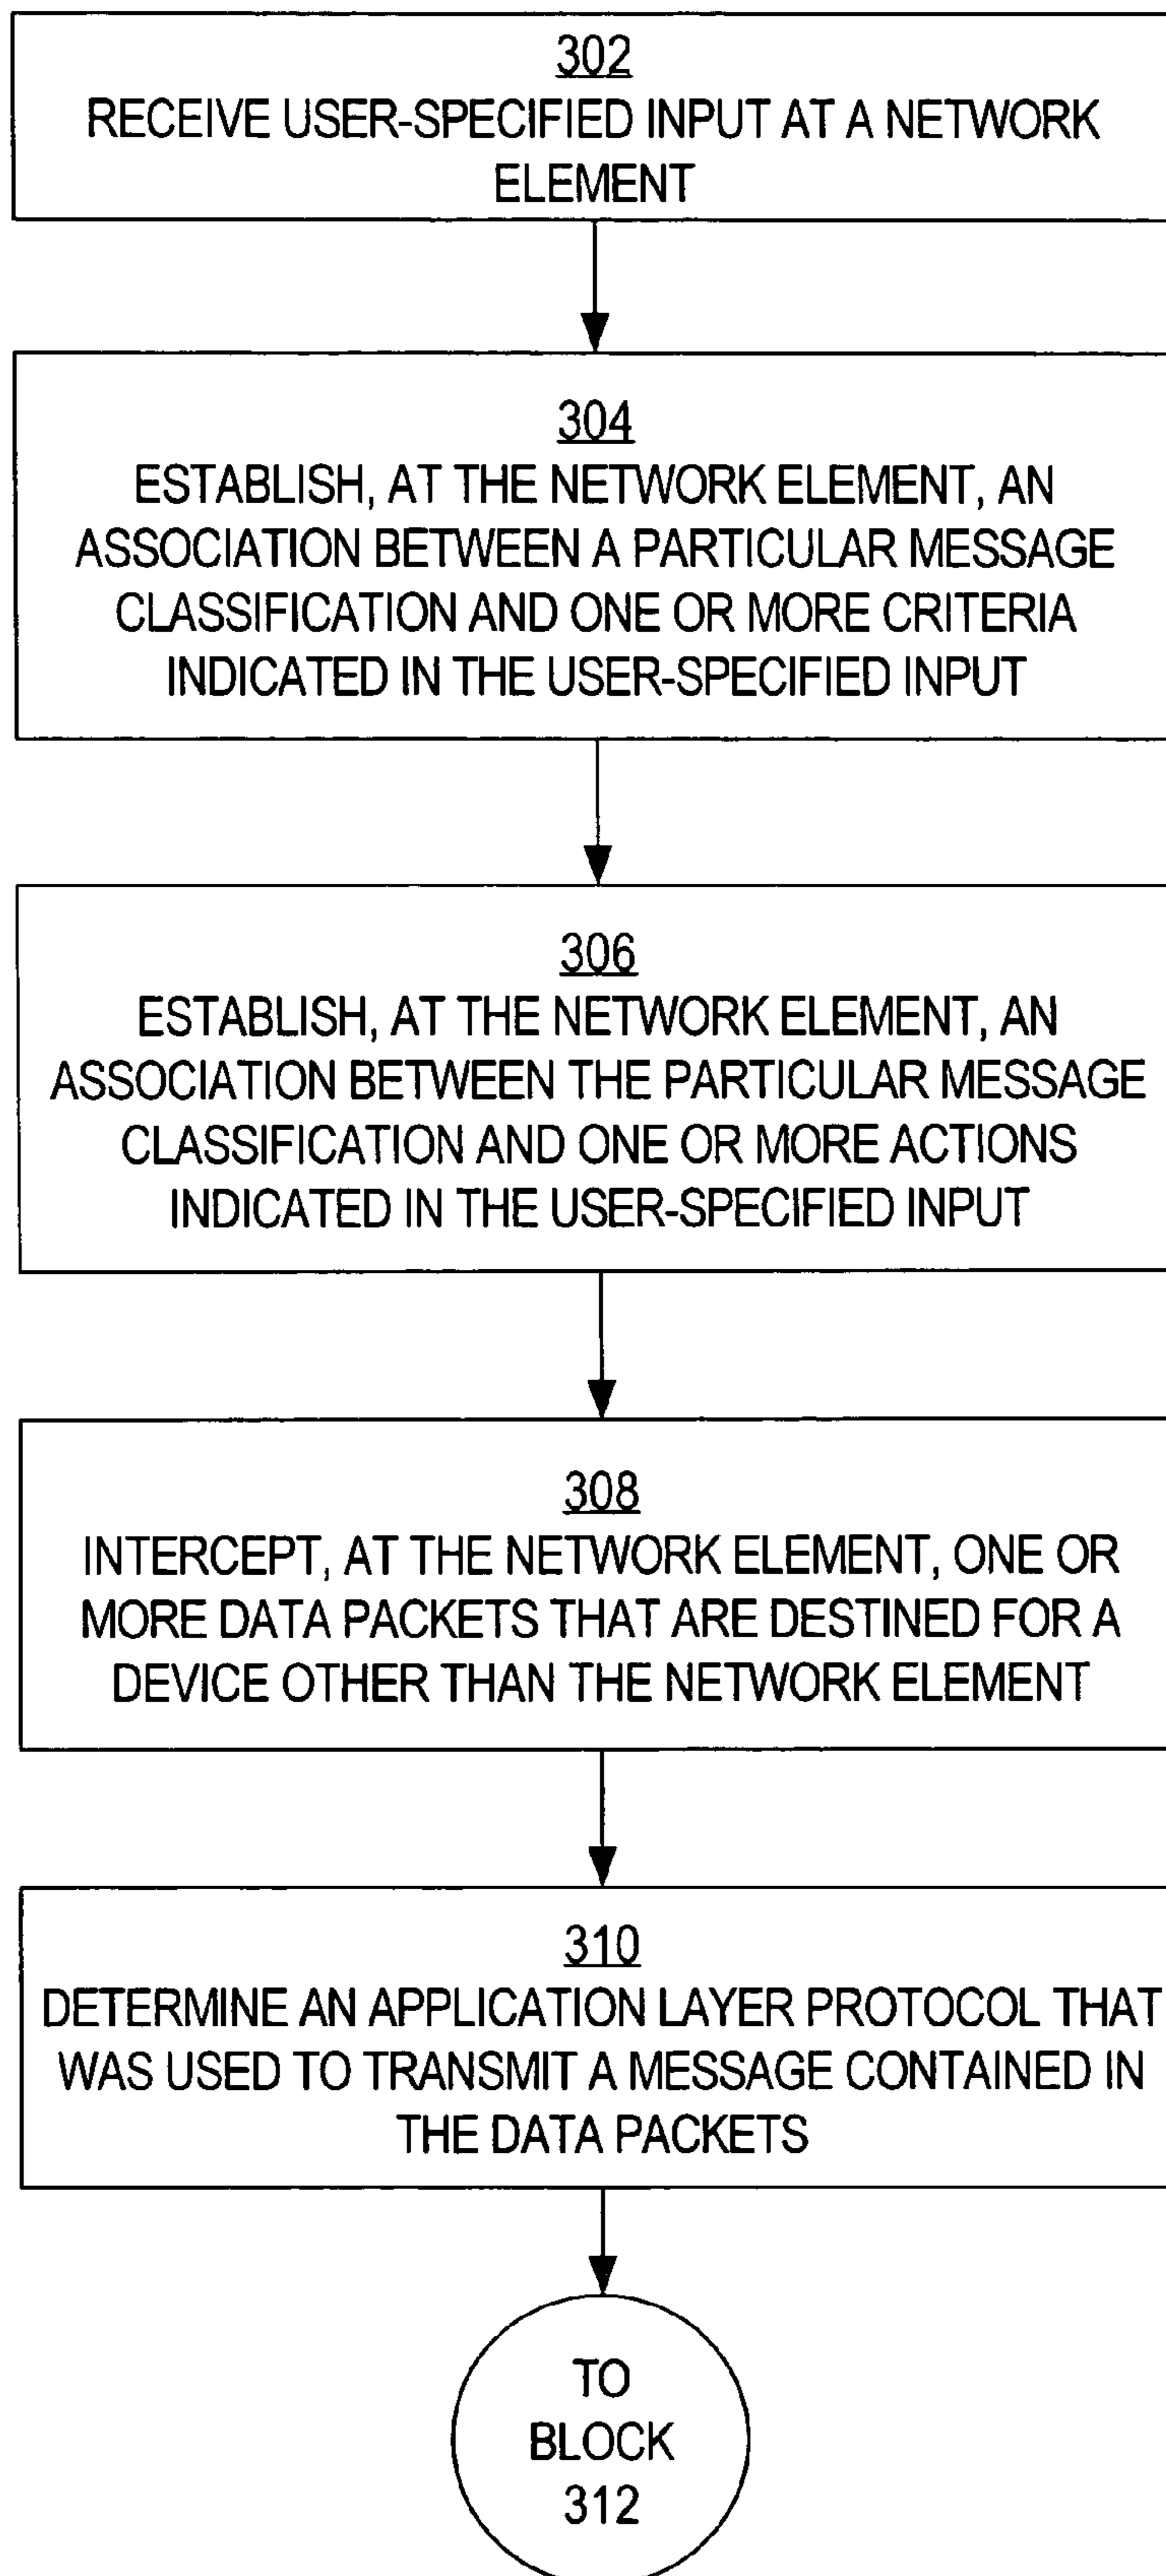 302
RECEIVE USER-SPECIFIED INPUT AT A NETWORK
ELEMENT
304
ESTABLISH, AT THE NETWORK ELEMENT, AN
ASSOCIATION BETWEEN A PARTICULAR MESSAGE
CLASSIFICATION AND ONE OR MORE CRITERIA
INDICATED IN THE USER-SPECIFIED INPUT
306
ESTABLISH, AT THE NETWORK ELEMENT, AN
ASSOCIATION BETWEEN THE PARTICULAR MESSAGE
CLASSIFICATION AND ONE OR MORE ACTIONS
INDICATED IN THE USER-SPECIFIED INPUT
308
INTERCEPT, AT THE NETWORK ELEMENT, ONE OR
MORE DATA PACKETS THAT ARE DESTINED FOR A
DEVICE OTHER THAN THE NETWORK ELEMENT
310
DETERMINE AN APPLICATION LAYER PROTOCOL THAT
WAS USED TO TRANSMIT A MESSAGE CONTAINED IN
THE DATA PACKETS
TO
BLOCK
312